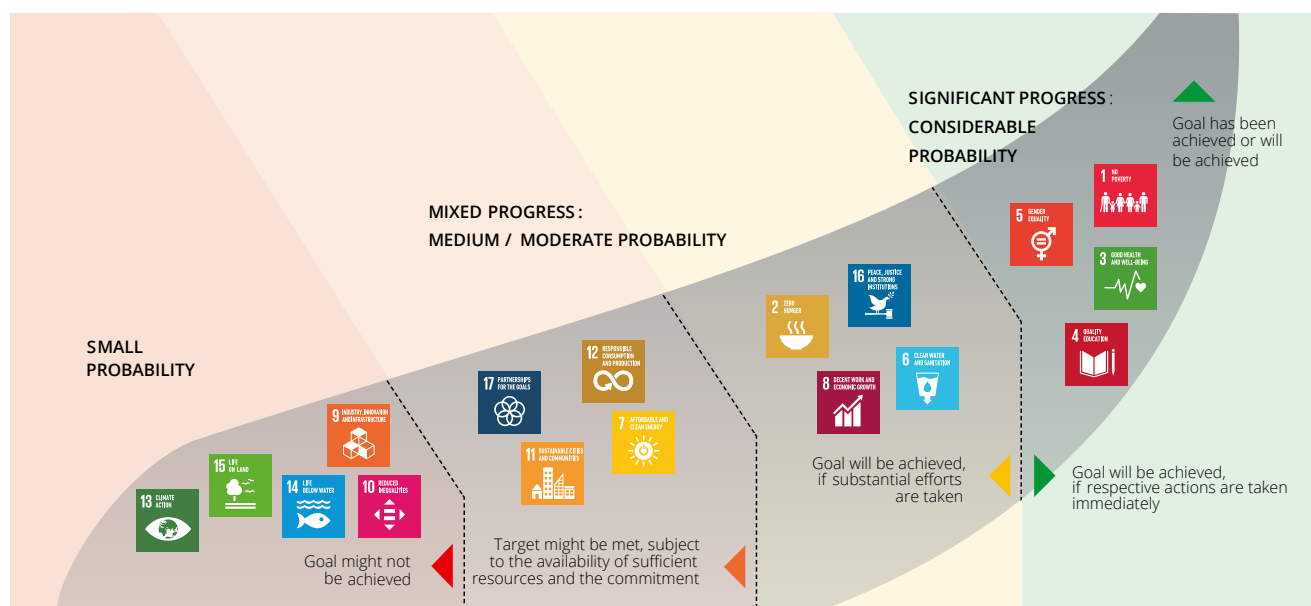 SIGNIFICANT PROGRESS:
CONSIDERABLE
PROBABILITY
Goal has been
achieved or will
be achieved
1 NO
POVERTY
5 GENDER
EQUALITY
3 GOOD HEALTH
AND WELL-BEING
4 QUALITY
EDUCATION
MIXED PROGRESS:
MEDIUM / MODERATE PROBABILITY
16 PEACE, JUSTICE
AND STRONG
INSTITUTIONS
2 ZERO
HUNGER
6 CLEAN WATER
AND SANITATION
8 DECENT WORK AND
ECONOMIC GROWTH
SMALL
PROBABILITY
12 RESPONSIBLE
CONSUMPTION
AND PRODUCTION
17 PARTNERSHIPS
FOR THE GOALS
7 AFFORDABLE AND
CLEAN ENERGY
11 SUSTAINABLE CITIES
AND COMMUNITIES
9 INDUSTRY, INNOVATION
AND INFRASTRUCTURE
15 LIFE
ON LAND
14 LIFE
BELOW WATER
10 REDUCED
INEQUALITIES
13 CLIMATE
ACTION
Goal might not
be achieved
Target might be met, subject
to the availability of sufficient
resources and the commitment
Goal will be achieved,
if substantial efforts
are taken
Goal will be achieved,
if respective actions are taken
immediately